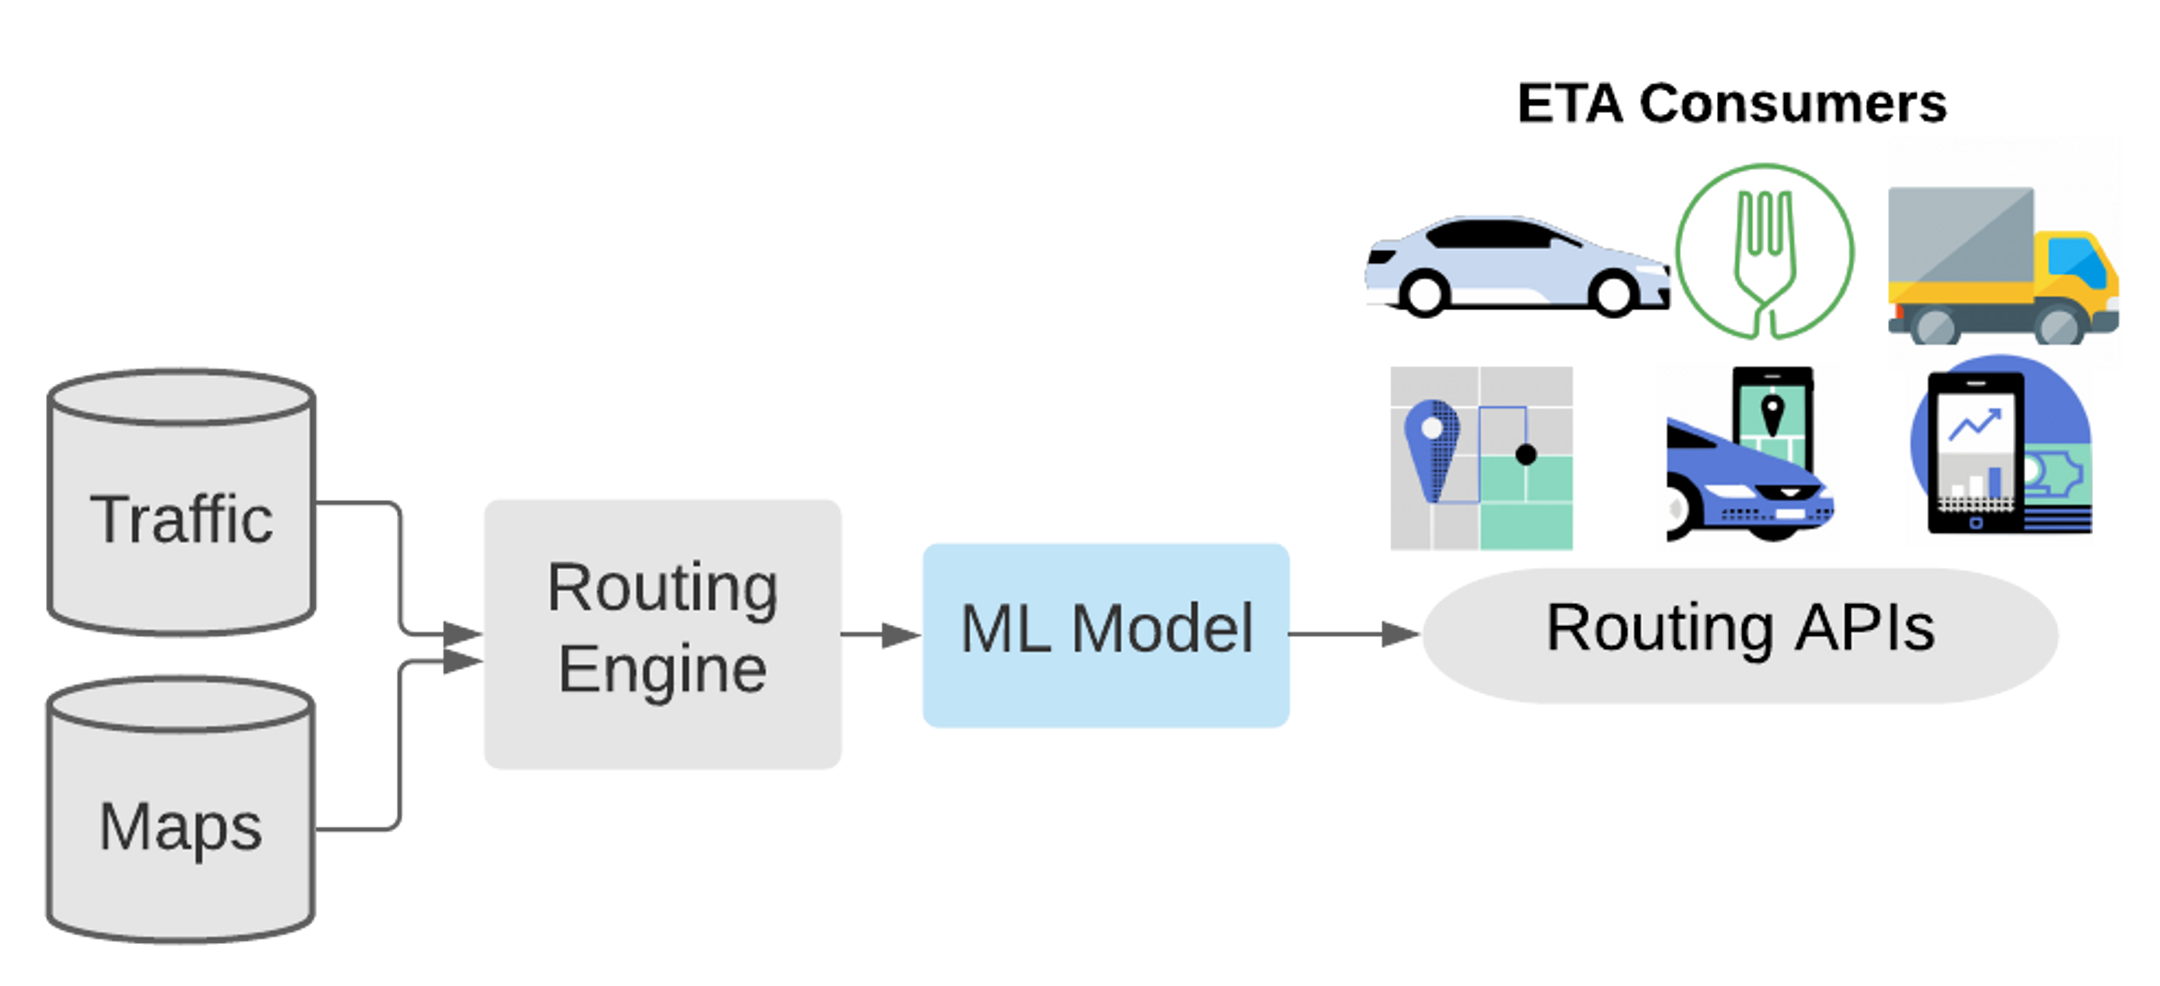 ETA Consumers
Traffic
Maps
Routing
Engine
ML Model
Routing APIs